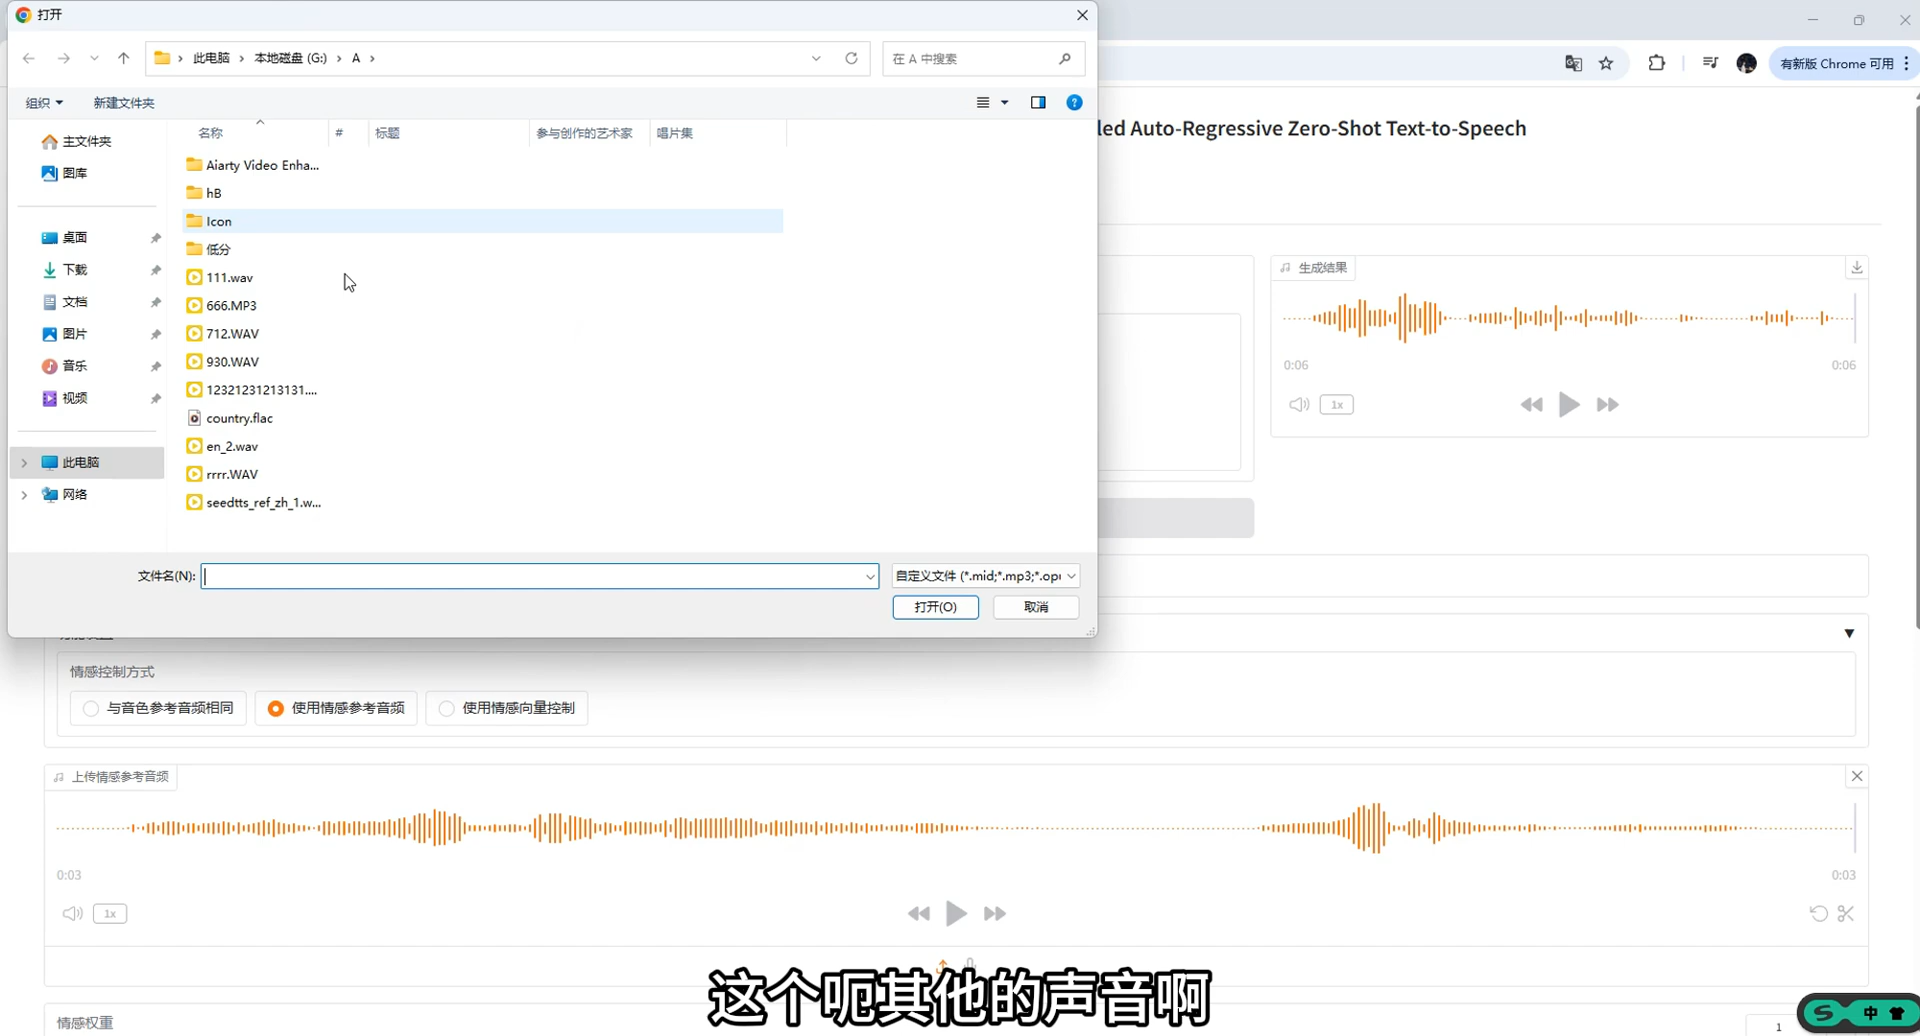 打开
此电脑 › 本地磁盘 (G:) › A ›
在 A 中搜索
有新版 Chrome 可用
组织
新建文件夹
led Auto-Regressive Zero-Shot Text-to-Speech
名称
#
标题
参与创作的艺术家
唱片集
主文件夹
图库
桌面
下载
文档
图片
音乐
视频
此电脑
网络
Aiarty Video Enha...
hB
Icon
低分
111.wav
666.MP3
712.WAV
930.WAV
12321231213131....
country.flac
en_2.wav
rrrr.WAV
seedtts_ref_zh_1.w...
生成结果
0:06
0:06
1x
文件名(N):
自定义文件 (*.mid;*.mp3;*.opu
打开(O)
取消
情感控制方式
与音色参考音频相同
使用情感参考音频
使用情感向量控制
上传情感参考音频
0:03
0:03
1x
这个呃其他的声音啊
情感权重
1
中